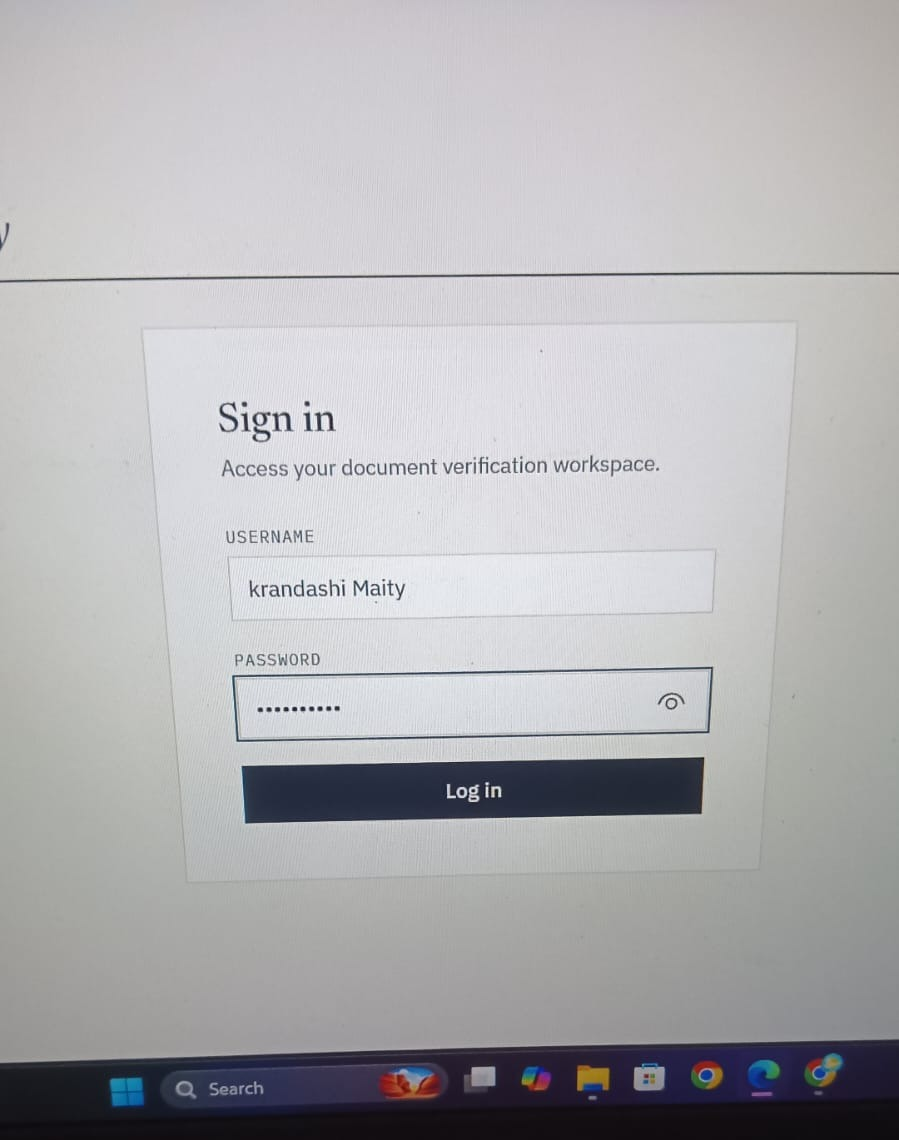 y
Sign in
Access your document verification workspace.
USERNAME
krandashi Maity
PASSWORD
••••••••••
Log in
Search